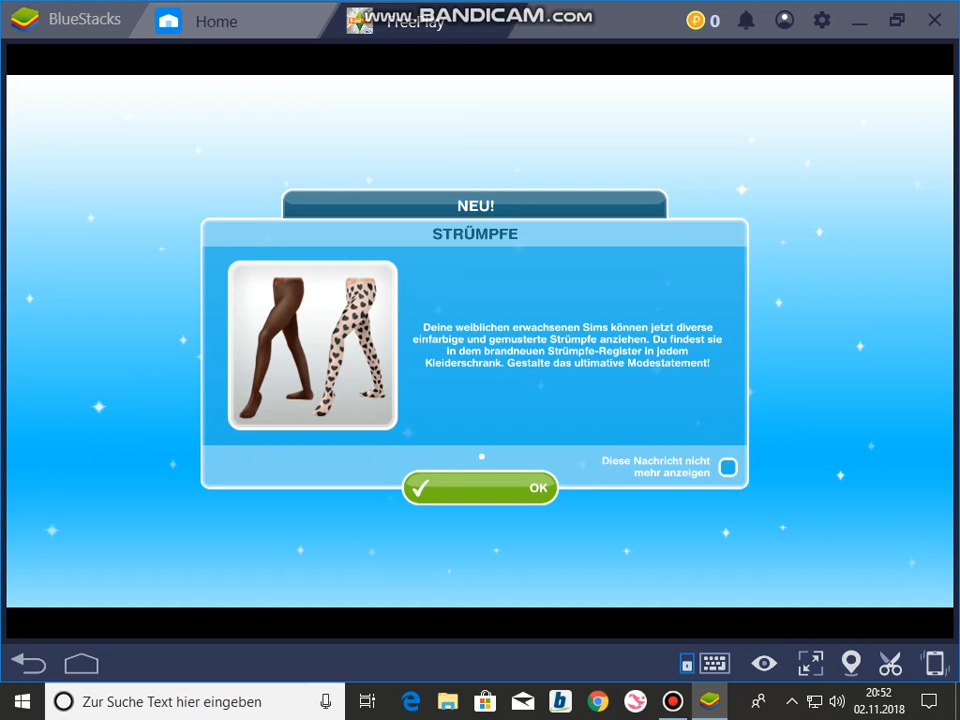 BlueStacks
Home
www.BANDICAM.com
FreePlay
0
NEU!
STRÜMPFE
Deine weiblichen erwachsenen Sims können jetzt diverse
einfarbige und gemusterte Strümpfe anziehen. Du findest sie
in dem brandneuen Strümpfe-Register in jedem
Kleiderschrank. Gestalte das ultimative Modestatement!
Diese Nachricht nicht
mehr anzeigen
OK
Zur Suche Text hier eingeben
20:52
02.11.2018